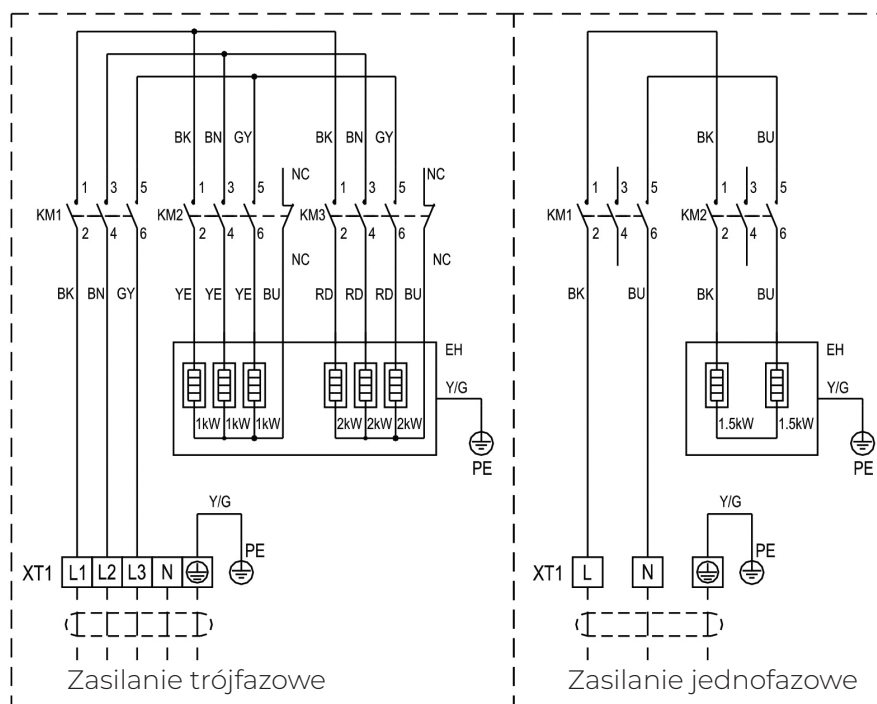 BK BN GY BK BN GY
NC NC
1 3 5 1 3 5 1 3 5
KM1 KM2 KM3
2 4 6 2 4 6 2 4 6
NC NC
BK BN GY YE YE YE BU RD RD RD BU
EH
Y/G
1kW 1kW 1kW 2kW 2kW 2kW
PE
Y/G
PE
XT1 L1 L2 L3 N
Zasilanie trójfazowe
BK BU
1 3 5 1 3 5
KM1 KM2
2 4 6 2 4 6
BK BU BK BU
EH
Y/G
1.5kW 1.5kW
PE
Y/G
PE
XT1 L N
Zasilanie jednofazowe